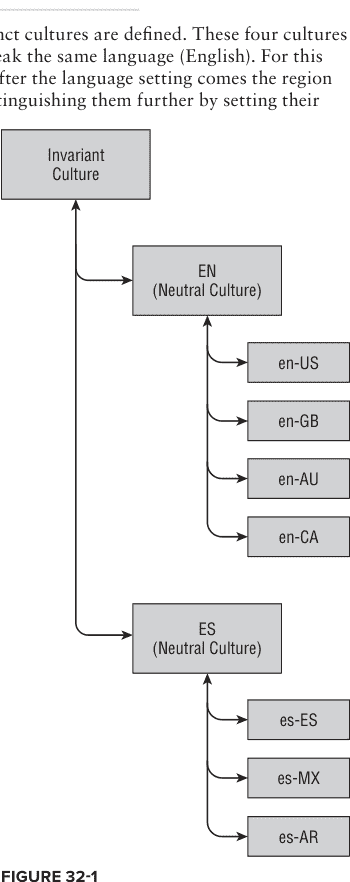 nct cultures are defined. These four cultures
eak the same language (English). For this
fter the language setting comes the region
tinguishing them further by setting their
Invariant
Culture
EN
(Neutral Culture)
en-US
en-GB
en-AU
en-CA
ES
(Neutral Culture)
es-ES
es-MX
es-AR
FIGURE 32-1